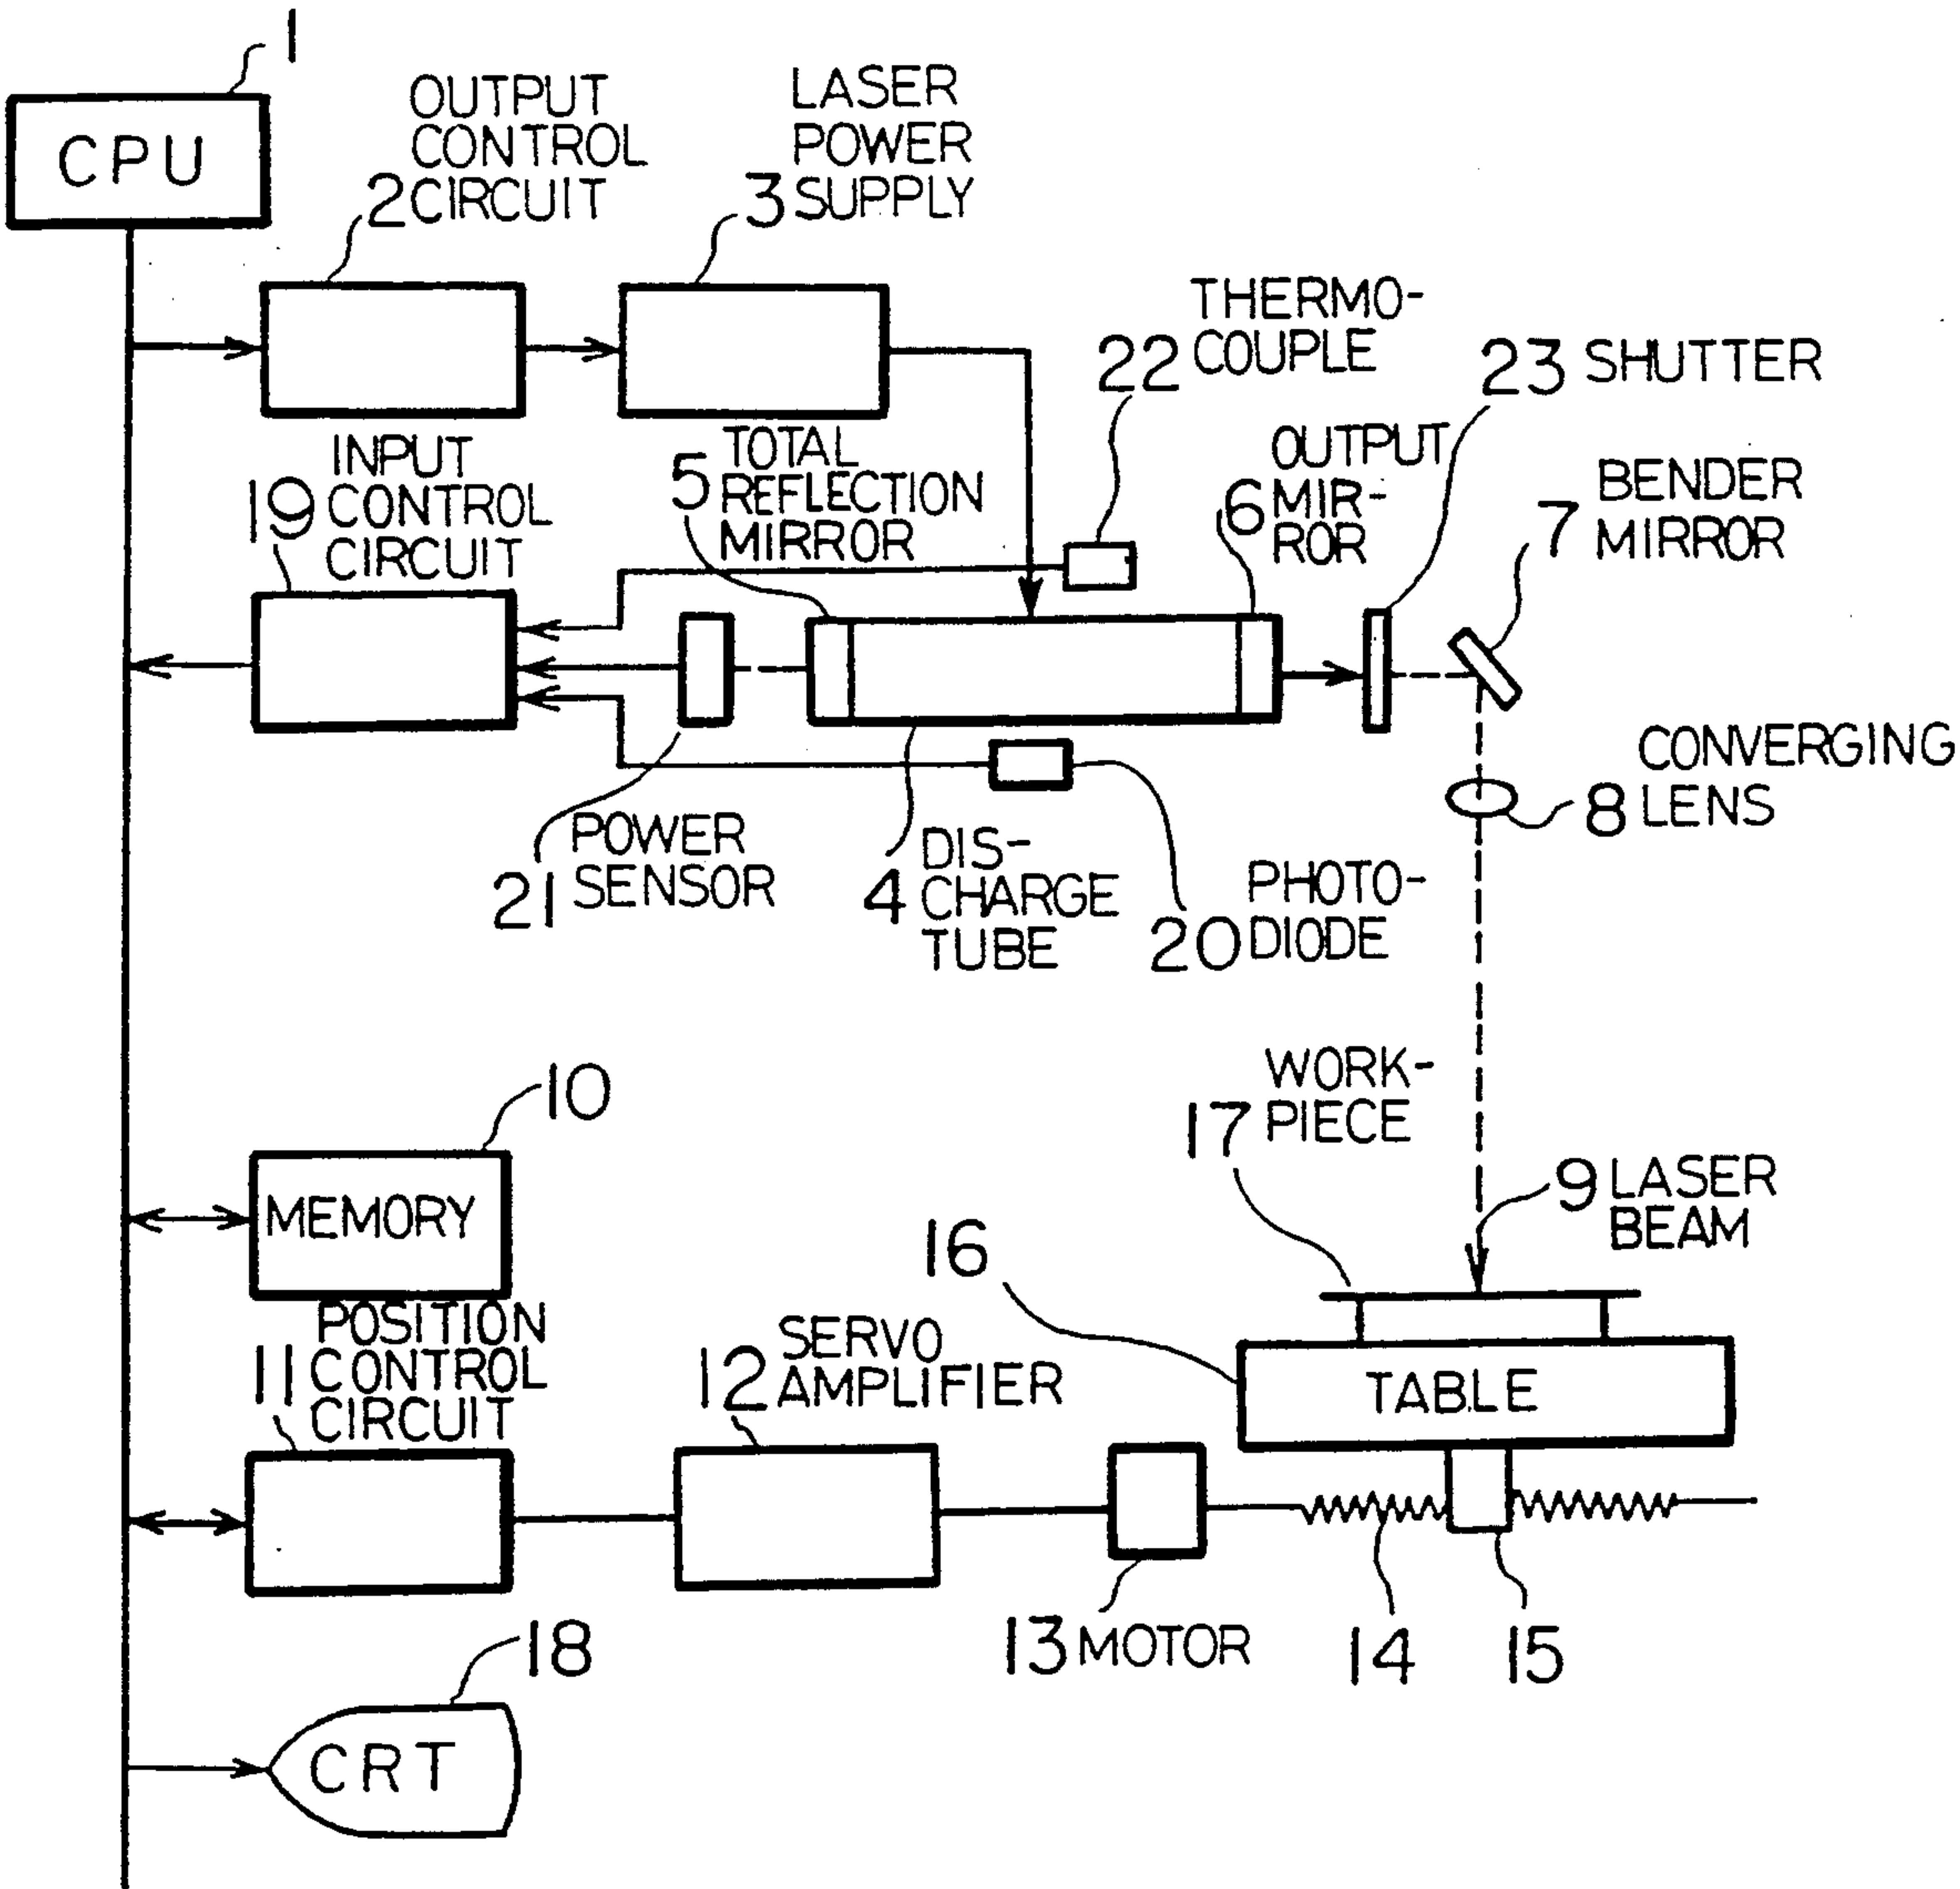 1
CPU
OUTPUT
CONTROL
2 CIRCUIT
LASER
POWER
3 SUPPLY
THERMO-
22 COUPLE
23 SHUTTER
INPUT
19 CONTROL
CIRCUIT
TOTAL
5 REFLECTION
MIRROR
OUTPUT
6 MIR-
ROR
BENDER
7 MIRROR
CONVERGING
8 LENS
POWER
21 SENSOR
DIS-
4 CHARGE
TUBE
PHOTO-
20 DIODE
10
MEMORY
WORK-
17 PIECE
9 LASER
BEAM
16
TABLE
POSITION
11 CONTROL
CIRCUIT
SERVO
12 AMPLIFIER
13 MOTOR
14
15
18
CRT